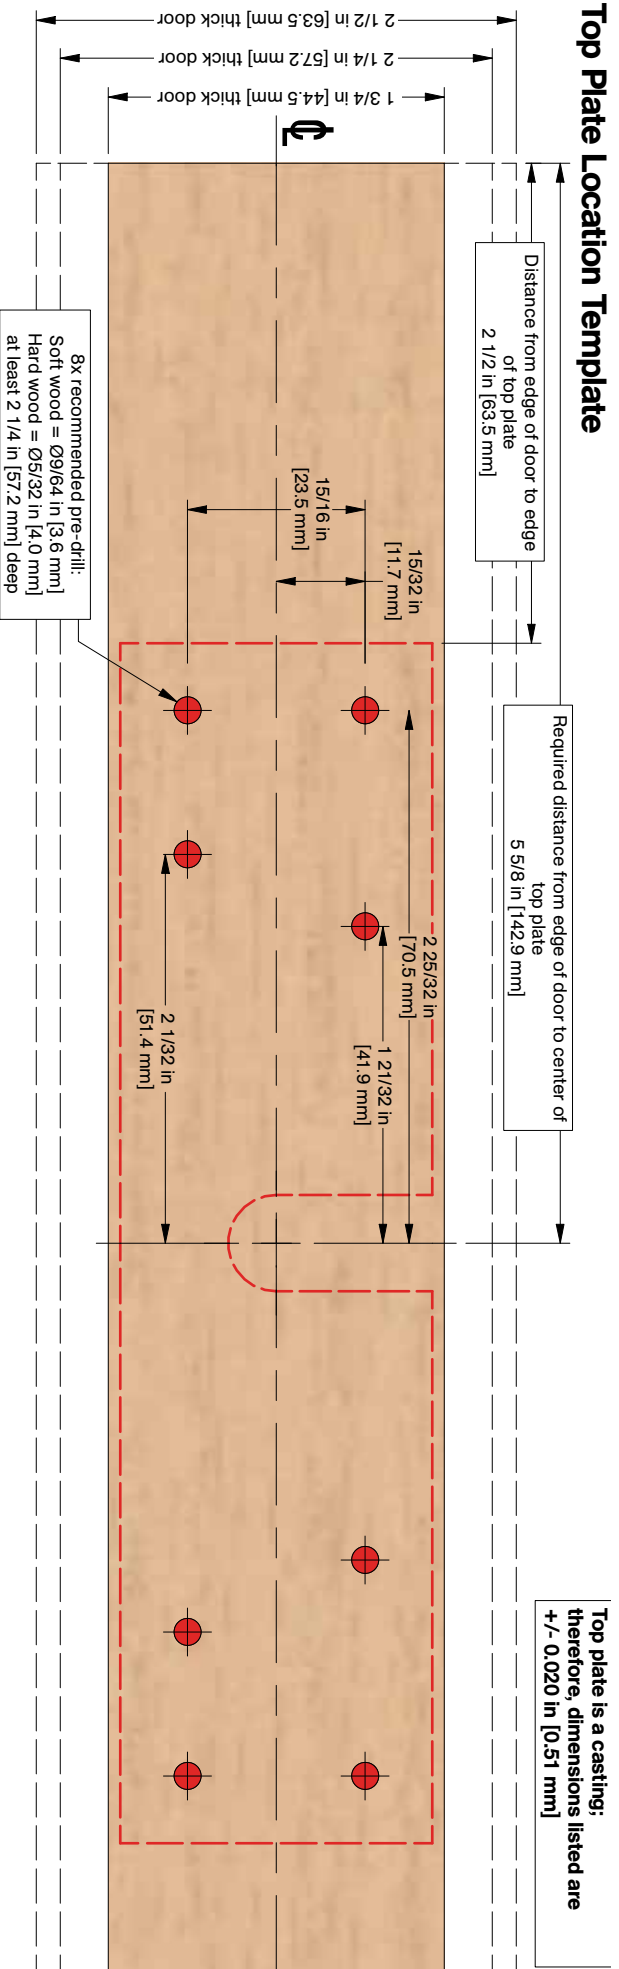 Top Plate Location Template
2 1/2 in [63.5 mm] thick door
2 1/4 in [57.2 mm] thick door
1 3/4 in [44.5 mm] thick door
℄
Distance from edge of door to edge
of top plate
2 1/2 in [63.5 mm]
Required distance from edge of door to center of
top plate
5 5/8 in [142.9 mm]
Top plate is a casting;
therefore, dimensions listed are
+/- 0.020 in [0.51 mm]
15/32 in
[11.7 mm]
15/16 in
[23.5 mm]
2 25/32 in
[70.5 mm]
1 21/32 in
[41.9 mm]
2 1/32 in
[51.4 mm]
8x recommended pre-drill:
Soft wood = Ø9/64 in [3.6 mm]
Hard wood = Ø5/32 in [4.0 mm]
at least 2 1/4 in [57.2 mm] deep